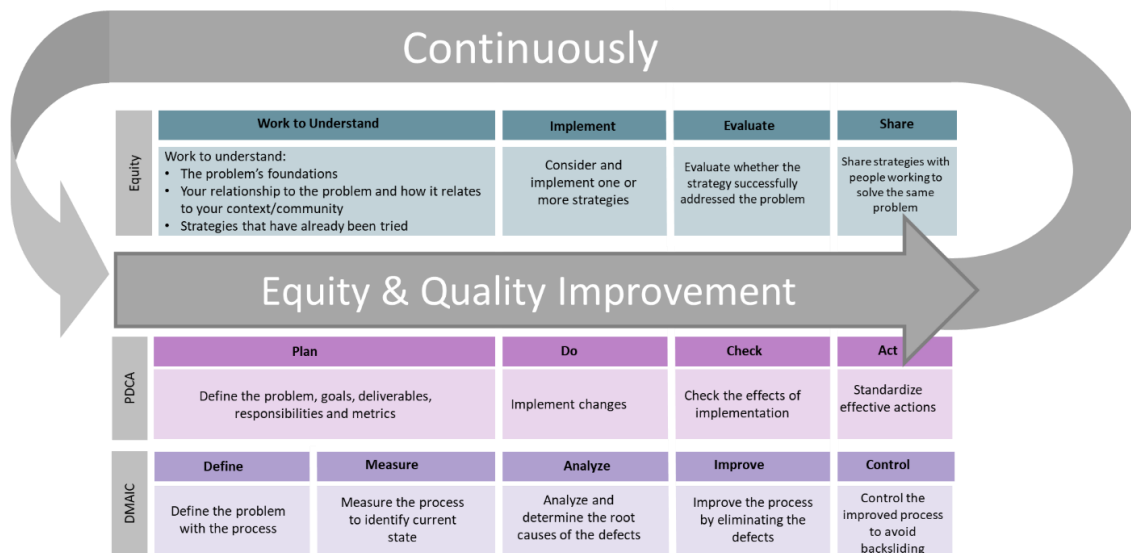 Continuously
Equity
Work to Understand
Implement
Evaluate
Share
Work to understand:
• The problem's foundations
• Your relationship to the problem and how it relates
to your context/community
• Strategies that have already been tried
Consider and
implement one or
more strategies
Evaluate whether the
strategy successfully
addressed the problem
Share strategies with
people working to
solve the same
problem
Equity & Quality Improvement
PDCA
Plan
Do
Check
Act
Define the problem, goals, deliverables,
responsibilities and metrics
Implement changes
Check the effects of
implementation
Standardize
effective actions
DMAIC
Define
Measure
Analyze
Improve
Control
Define the problem
with the process
Measure the process
to identify current
state
Analyze and
determine the root
causes of the defects
Improve the process
by eliminating the
defects
Control the
improved process
to avoid
backsliding